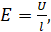 E = U/l,